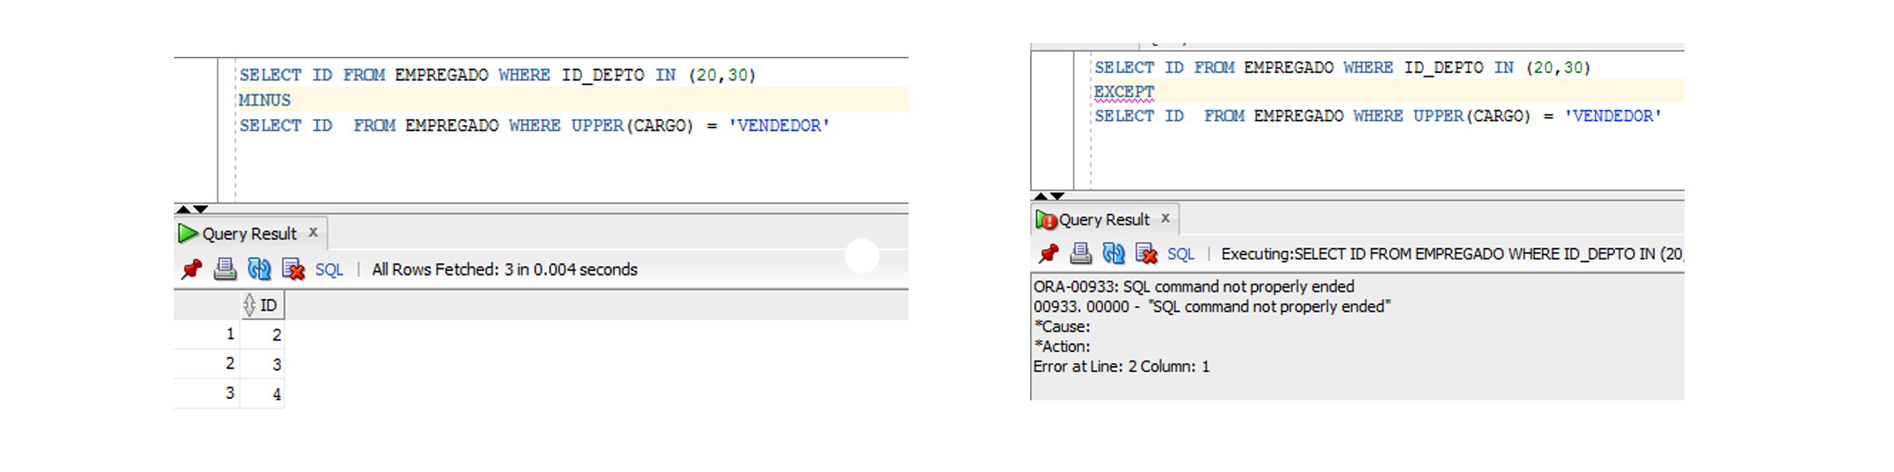 SELECT ID FROM EMPREGADO WHERE ID_DEPTO IN (20,30)
MINUS
SELECT ID  FROM EMPREGADO WHERE UPPER(CARGO) = 'VENDEDOR'
Query Result x
SQL | All Rows Fetched: 3 in 0.004 seconds
ID
1 2
2 3
3 4
SELECT ID FROM EMPREGADO WHERE ID_DEPTO IN (20,30)
EXCEPT
SELECT ID  FROM EMPREGADO WHERE UPPER(CARGO) = 'VENDEDOR'
Query Result x
SQL | Executing:SELECT ID FROM EMPREGADO WHERE ID_DEPTO IN (20,
ORA-00933: SQL command not properly ended
00933. 00000 -  "SQL command not properly ended"
*Cause:
*Action:
Error at Line: 2 Column: 1